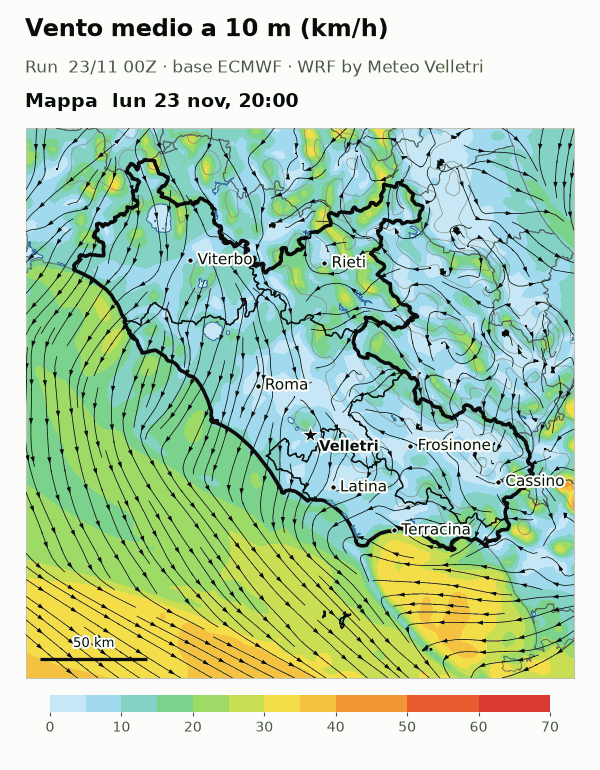 Vento medio a 10 m (km/h)
Run 23/11 00Z · base ECMWF · WRF by Meteo Velletri
Mappa lun 23 nov, 20:00
Viterbo
Rieti
Roma
Velletri
Frosinone
Latina
Cassino
Terracina
50 km
0 10 20 30 40 50 60 70